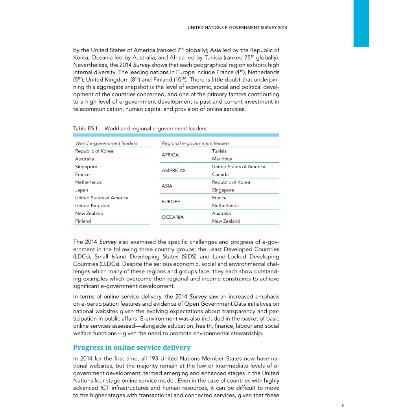 UNITED NATIONS E-GOVERNMENT SURVEY 2014
by the United States of America (ranked 7th globally); Asia led by the Republic of
Korea; Oceania led by Australia; and Africa led by Tunisia (ranked 75th globally).
Nevertheless, the 2014 Survey shows that each geographical region exhibits high
internal diversity. The leading nations in Europe include France (4th), Netherlands
(5th), United Kingdom (8th) and Finland (10th). There is little doubt that underpin-
ning this aggregate snapshot is the level of economic, social and political devel-
opment of the countries concerned, and one of the primary factors contributing
to a high level of e-government development is past and current investment in
telecommunication, human capital and provision of online services.
Table ES.1. World and regional e-government leaders
World e-government leaders Regional e-government leaders
Republic of Korea AFRICA Tunisia
Australia Mauritius
Singapore AMERICAS United States of America
France Canada
Netherlands ASIA Republic of Korea
Japan Singapore
United States of America EUROPE France
United Kingdom Netherlands
New Zealand OCEANIA Australia
Finland New Zealand
The 2014 Survey also examined the specific challenges and progress of e-gov-
ernment in the following three country groups: the Least Developed Countries
(LDCs), Small Island Developing States (SIDS) and Land-Locked Developing
Countries (LLDCs). Despite the serious economic, social and environmental chal-
lenges which many of these regions and groups face, they each show outstand-
ing examples which overcome their regional and income constraints to achieve
significant e-government development.
In terms of online service delivery, the 2014 Survey saw an increased emphasis
on e-participation features and evidence of Open Government Data initiatives on
national websites given the evolving expectations about transparency and par-
ticipation in public affairs. E-environment was also included in the basket of basic
online services assessed—alongside education, health, finance, labour and social
welfare functions—given the need to promote environmental stewardship.
Progress in online service delivery
In 2014 for the first time, all 193 United Nations Member States now have na-
tional websites, but the majority remain at the low or intermediate levels of e-
government development, termed emerging and enhanced stages in the United
Nations four-stage online service model. Even in the case of countries with highly
advanced ICT infrastructures and human resources, it can be difficult to move
to the higher stages with transactional and connected services, given that these